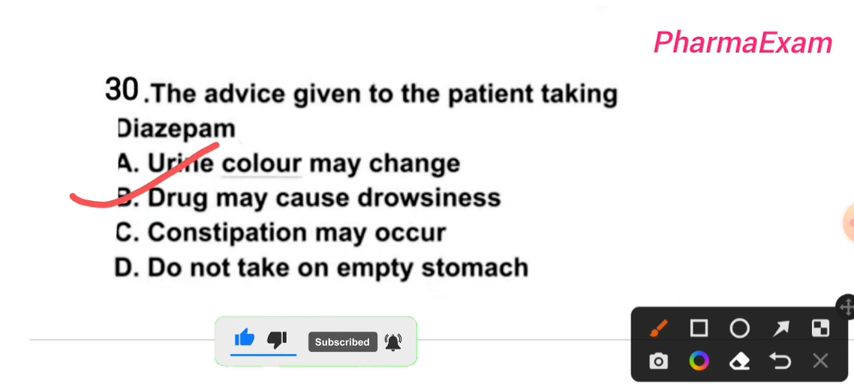 PharmaExam
30.The advice given to the patient taking
Diazepam
A. Urine colour may change
B. Drug may cause drowsiness
C. Constipation may occur
D. Do not take on empty stomach
Subscribed